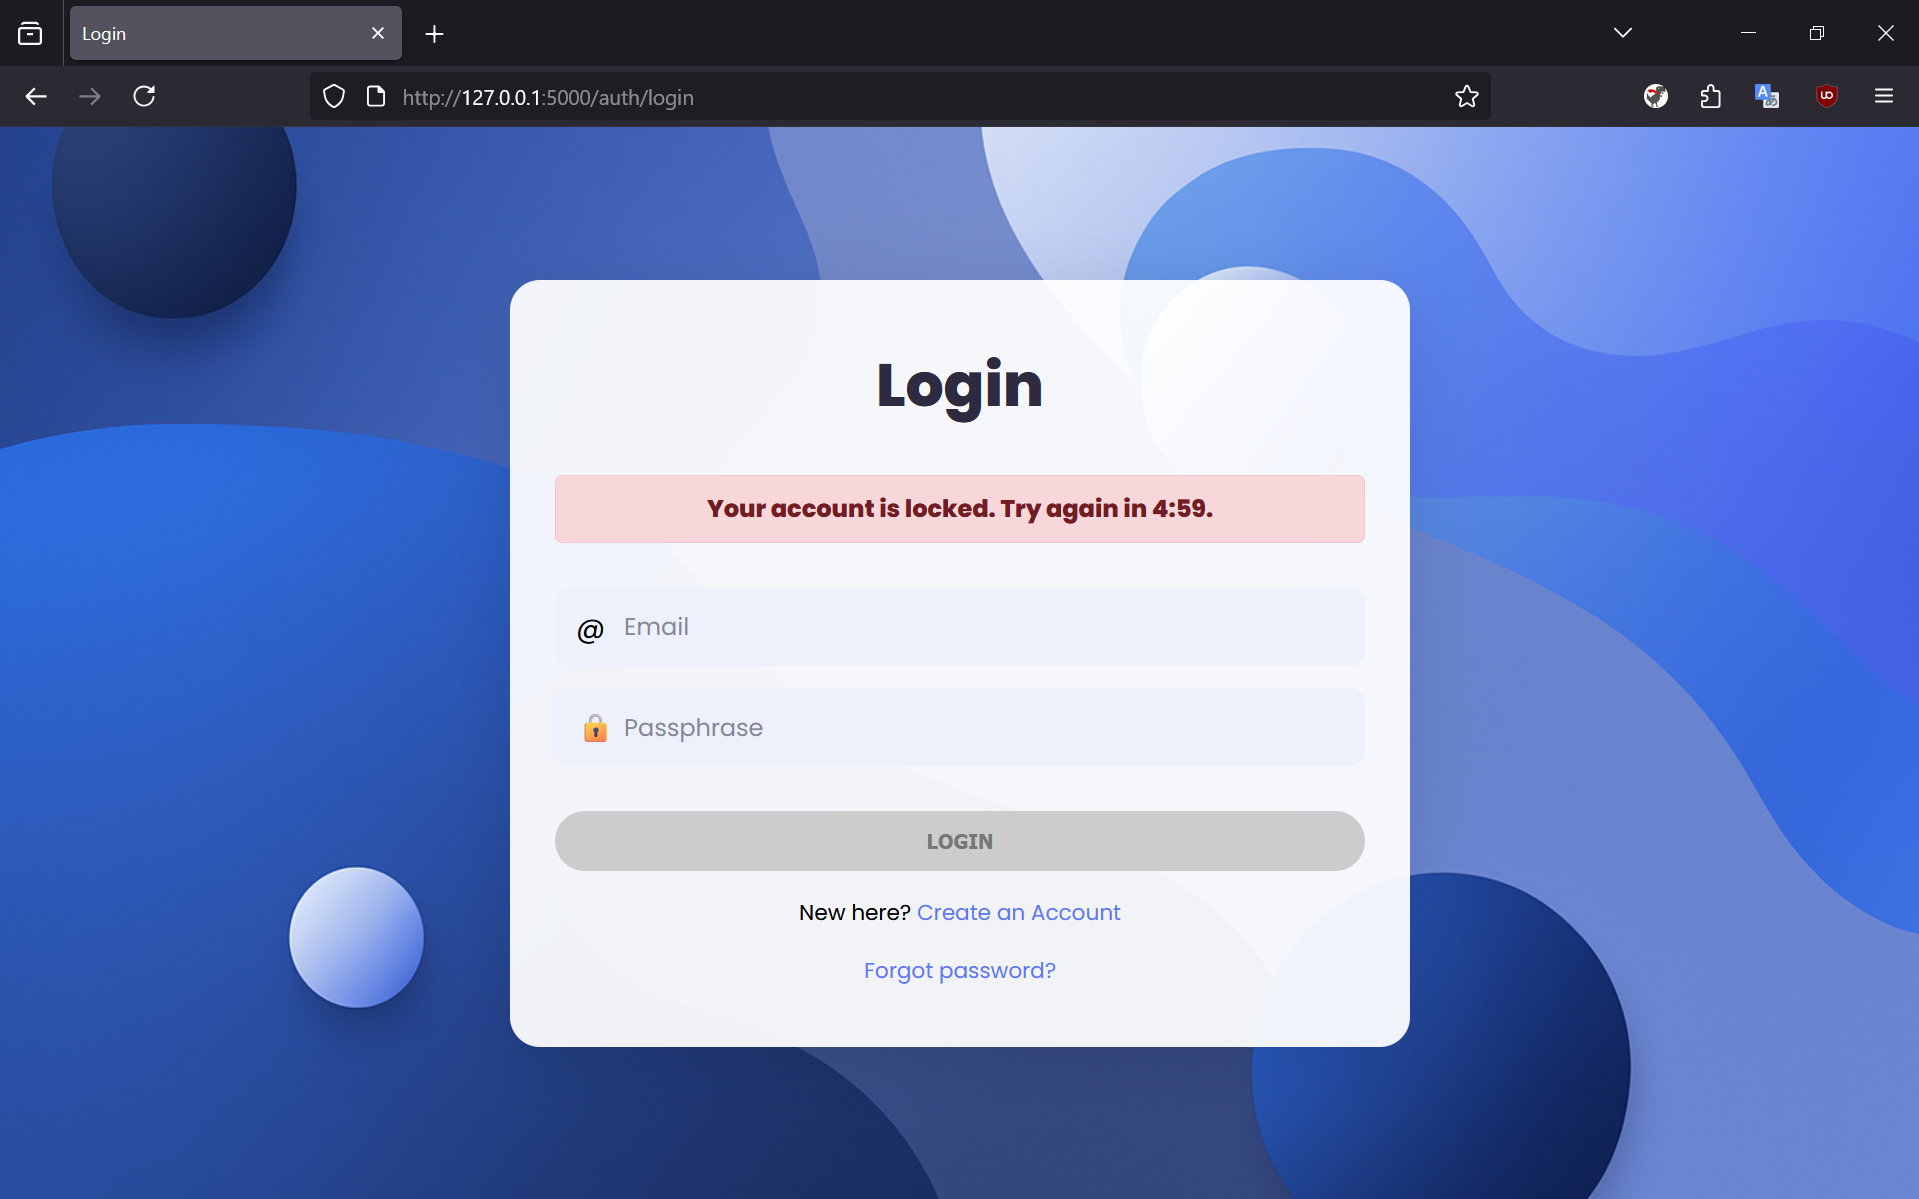 Login
http://127.0.0.1:5000/auth/login
Login
Your account is locked. Try again in 4:59.
@ Email
Passphrase
LOGIN
New here? Create an Account
Forgot password?